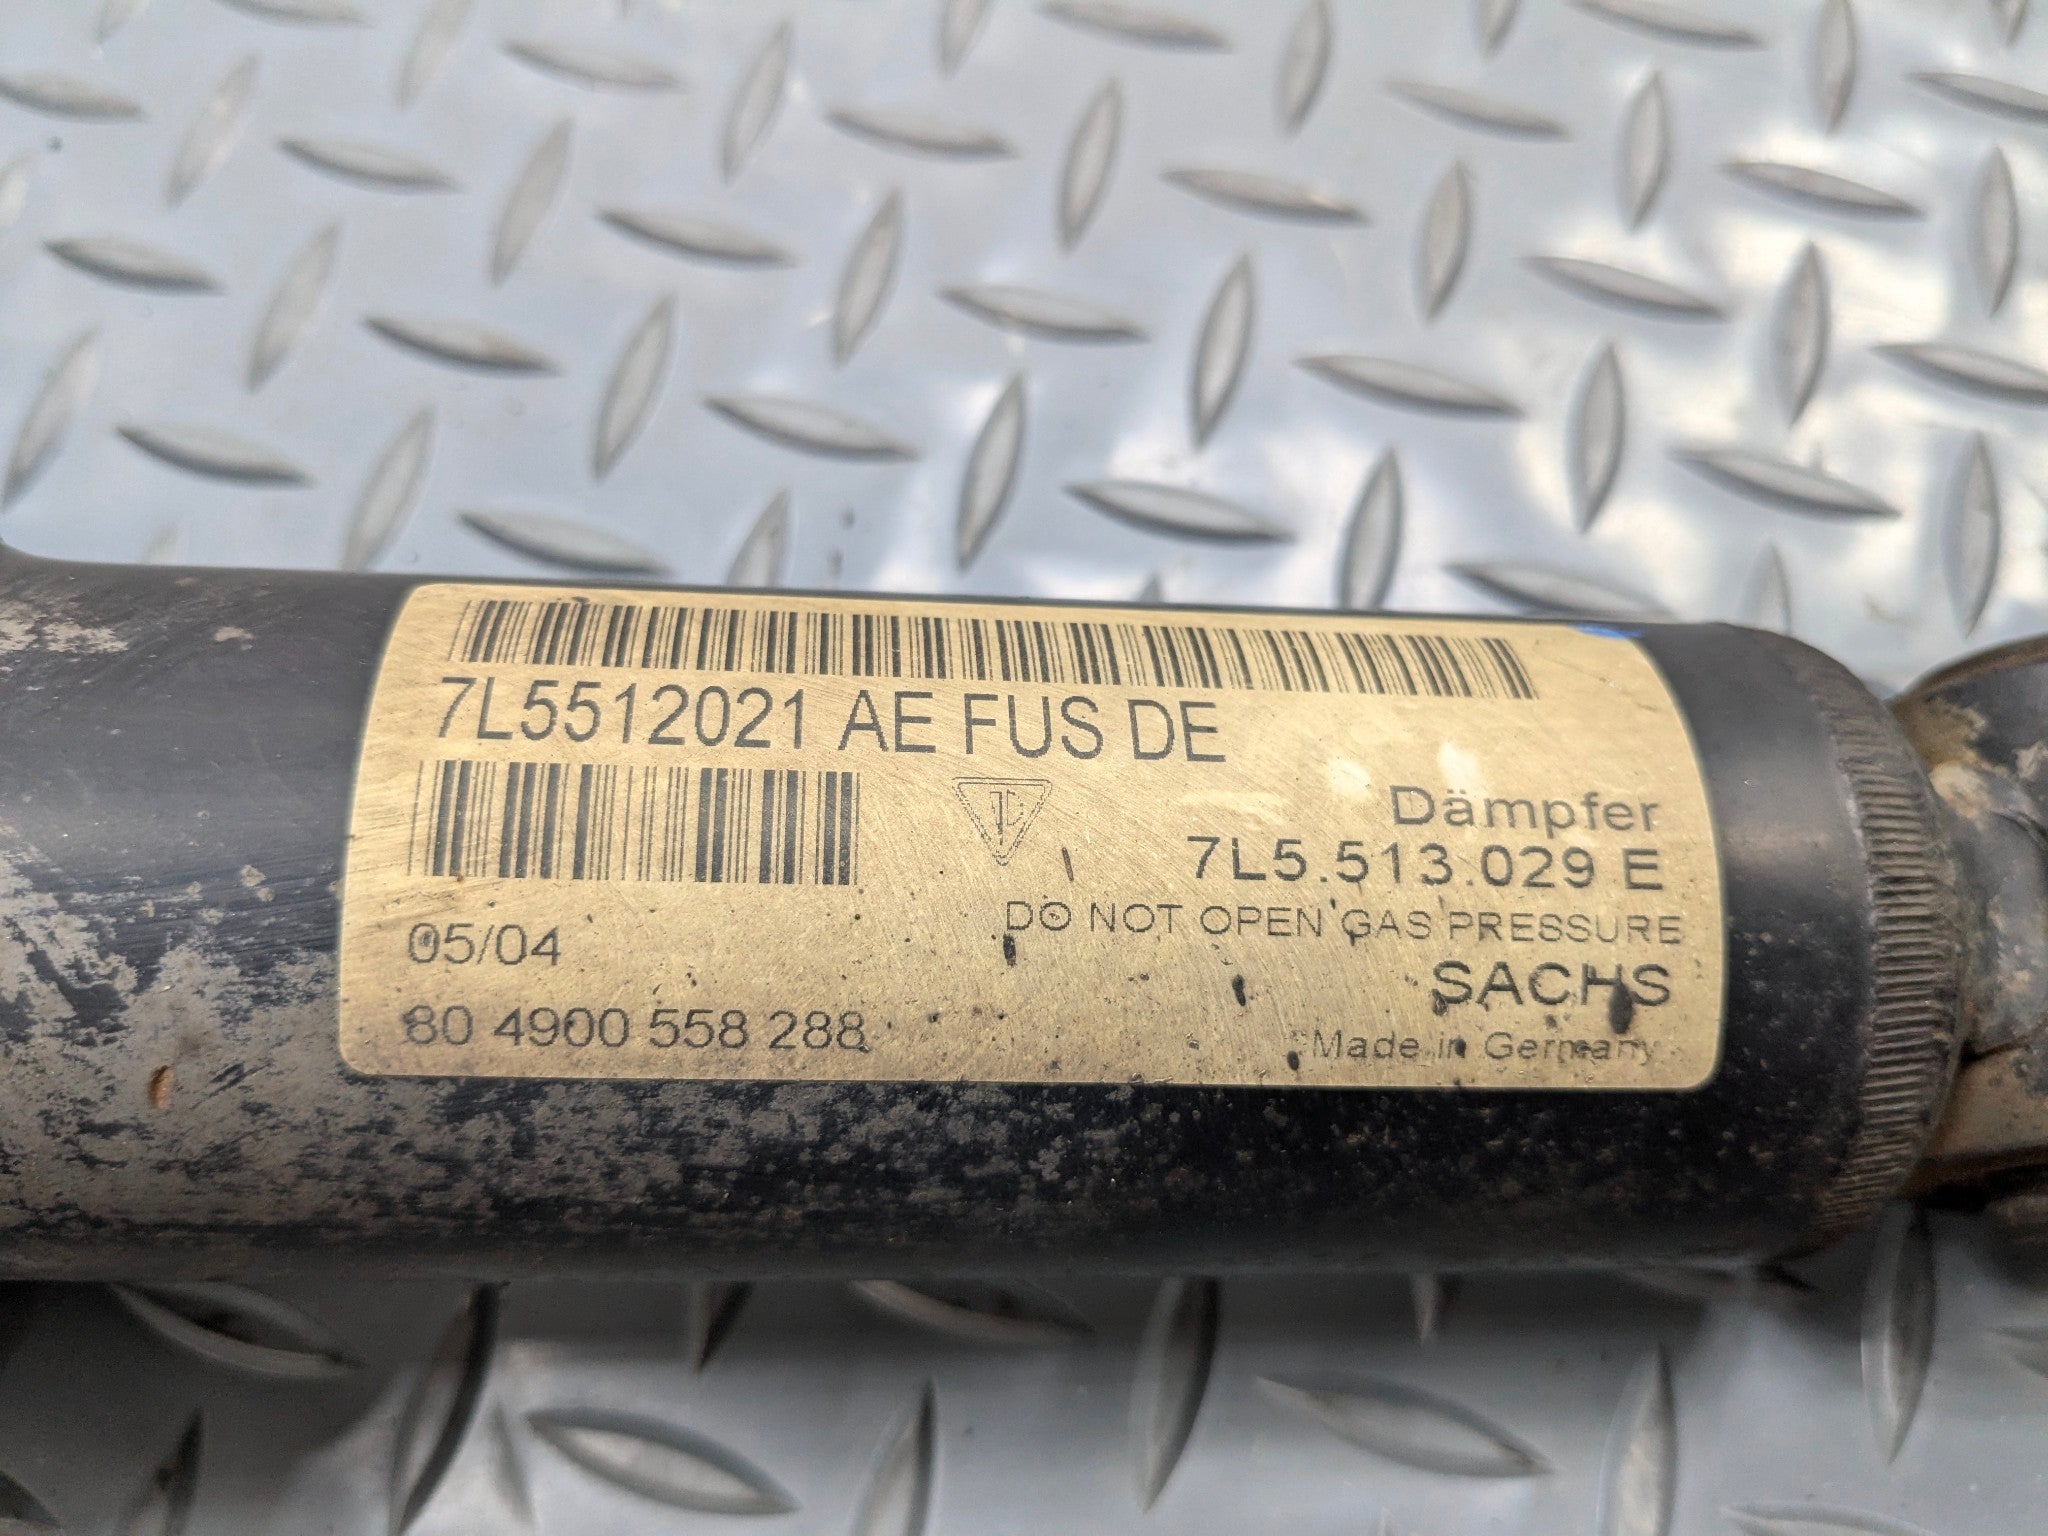 7L5512021 AE FUS DE
Dämpfer
7L5.513.029 E
DO NOT OPEN GAS PRESSURE
05/04
SACHS
80 4900 558 288
Made in Germany